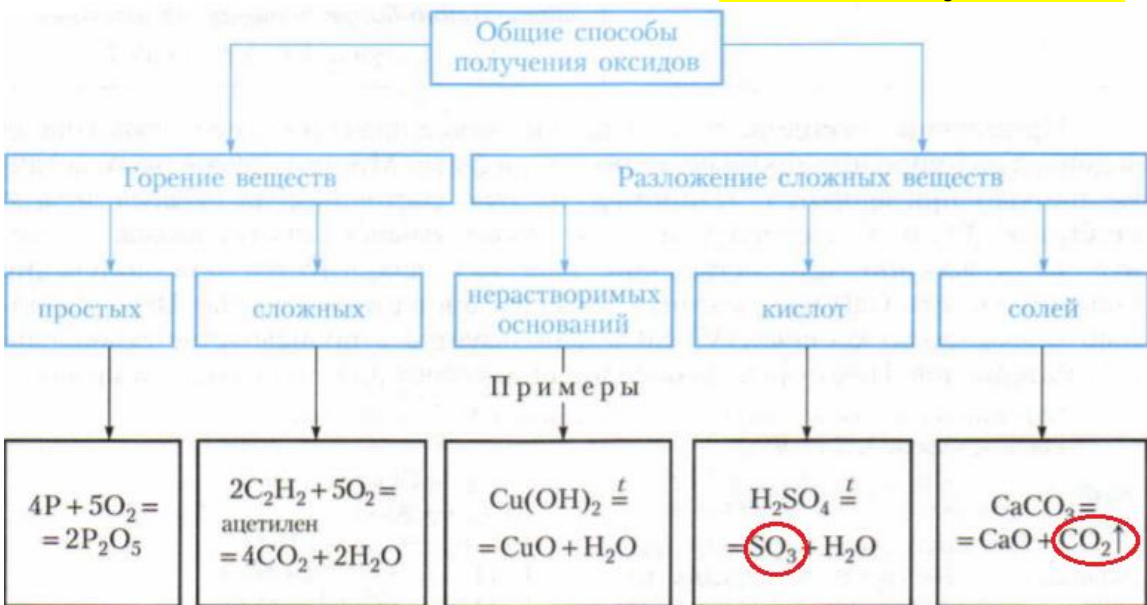 Общие способы
получения оксидов
Горение веществ
Разложение сложных веществ
простых
сложных
нерастворимых
оснований
кислот
солей
Примеры
4P + 5O₂ =
= 2P₂O₅
2C₂H₂ + 5O₂ =
ацетилен
= 4CO₂ + 2H₂O
Cu(OH)₂ =ᵗ
= CuO + H₂O
H₂SO₄ =ᵗ
= SO₃ + H₂O
CaCO₃ =
= CaO + CO₂↑